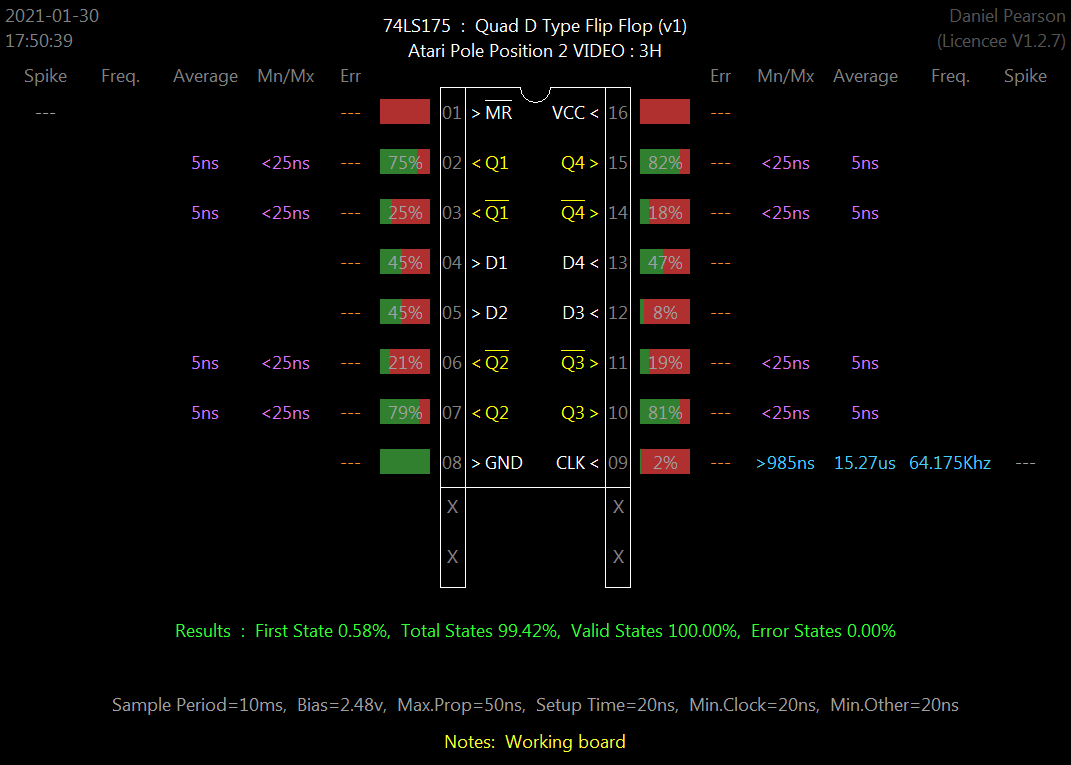 2021-01-30 74LS175 : Quad D Type Flip Flop (v1) Daniel Pearson
17:50:39 Atari Pole Position 2 VIDEO : 3H (Licencee V1.2.7)
Spike Freq. Average Mn/Mx Err Err Mn/Mx Average Freq. Spike
--- --- 01 > MR VCC < 16 ---
5ns <25ns --- 75% 02 < Q1 Q4 > 15 82% --- <25ns 5ns
5ns <25ns --- 25% 03 < Q1 Q4 > 14 18% --- <25ns 5ns
--- 45% 04 > D1 D4 < 13 47% ---
--- 45% 05 > D2 D3 < 12 8% ---
5ns <25ns --- 21% 06 < Q2 Q3 > 11 19% --- <25ns 5ns
5ns <25ns --- 79% 07 < Q2 Q3 > 10 81% --- <25ns 5ns
--- 08 > GND CLK < 09 2% --- >985ns 15.27us 64.175Khz ---
X X
X X
Results : First State 0.58%, Total States 99.42%, Valid States 100.00%, Error States 0.00%
Sample Period=10ms, Bias=2.48v, Max.Prop=50ns, Setup Time=20ns, Min.Clock=20ns, Min.Other=20ns
Notes: Working board